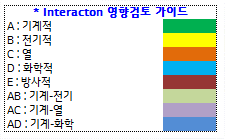 * Interacton 영향검토 가이드
A : 기계적
B : 전기적
C : 열
D : 화학적
E : 방사적
AB : 기계-전기
AC : 기계-열
AD : 기계-화학